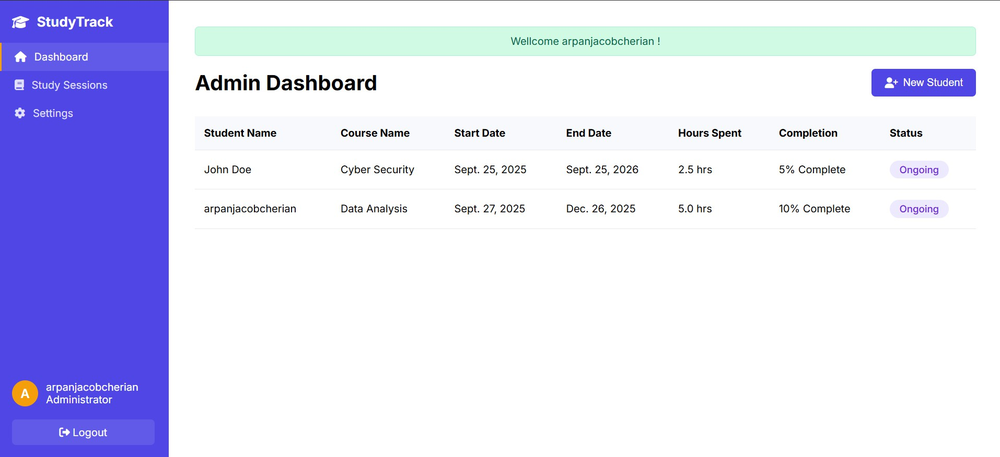 StudyTrack
Dashboard
Study Sessions
Settings
Wellcome arpanjacobcherian !
Admin Dashboard
New Student
Student Name Course Name Start Date End Date Hours Spent Completion Status
John Doe Cyber Security Sept. 25, 2025 Sept. 25, 2026 2.5 hrs 5% Complete Ongoing
arpanjacobcherian Data Analysis Sept. 27, 2025 Dec. 26, 2025 5.0 hrs 10% Complete Ongoing
A
arpanjacobcherian
Administrator
Logout